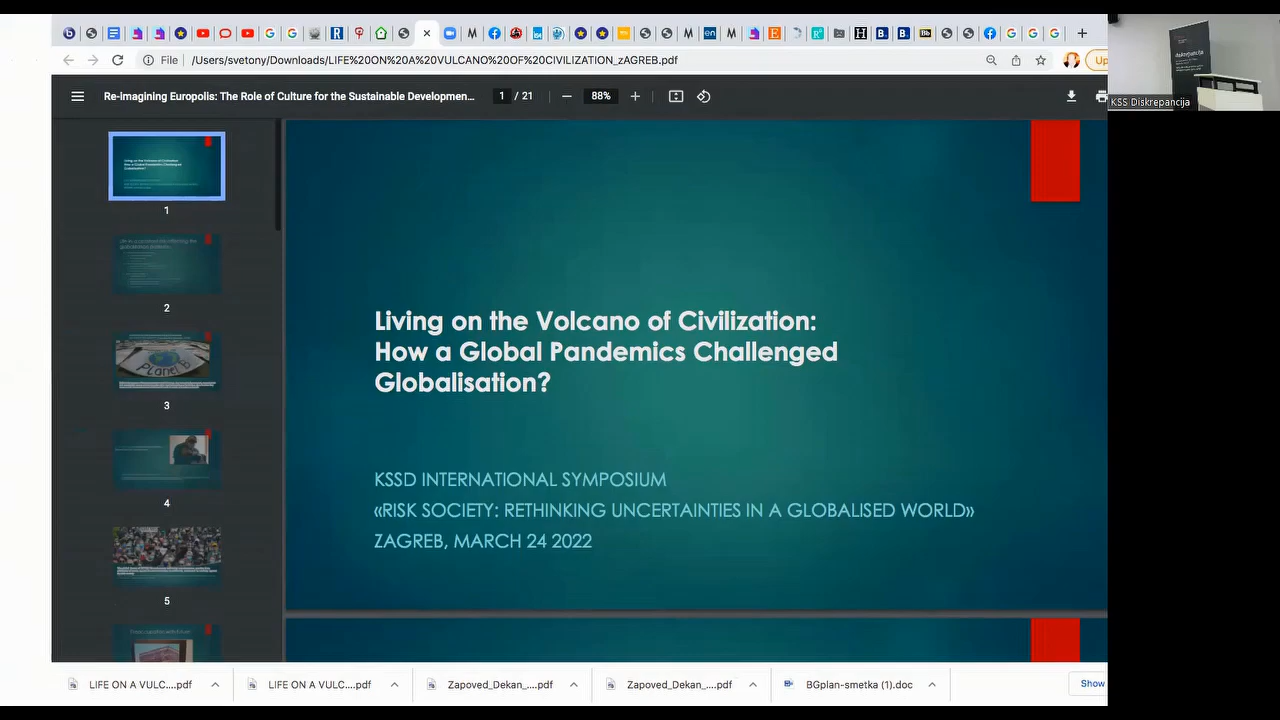 File
/Users/svetony/Downloads/LIFE%20ON%20A%20VULCANO%20OF%20CIVILIZATION_zAGREB.pdf
Up
Re-imagining Europolis: The Role of Culture for the Sustainable Developmen...
1 / 21
88%
KSS Diskrepancija
1
2
3
4
5
Living on the Volcano of Civilization:
How a Global Pandemics Challenged
Globalisation?
KSSD INTERNATIONAL SYMPOSIUM
«RISK SOCIETY: RETHINKING UNCERTAINTIES IN A GLOBALISED WORLD»
ZAGREB, MARCH 24 2022
LIFE ON A VULC....pdf
LIFE ON A VULC....pdf
Zapoved_Dekan_....pdf
Zapoved_Dekan_....pdf
BGplan-smetka (1).doc
Show